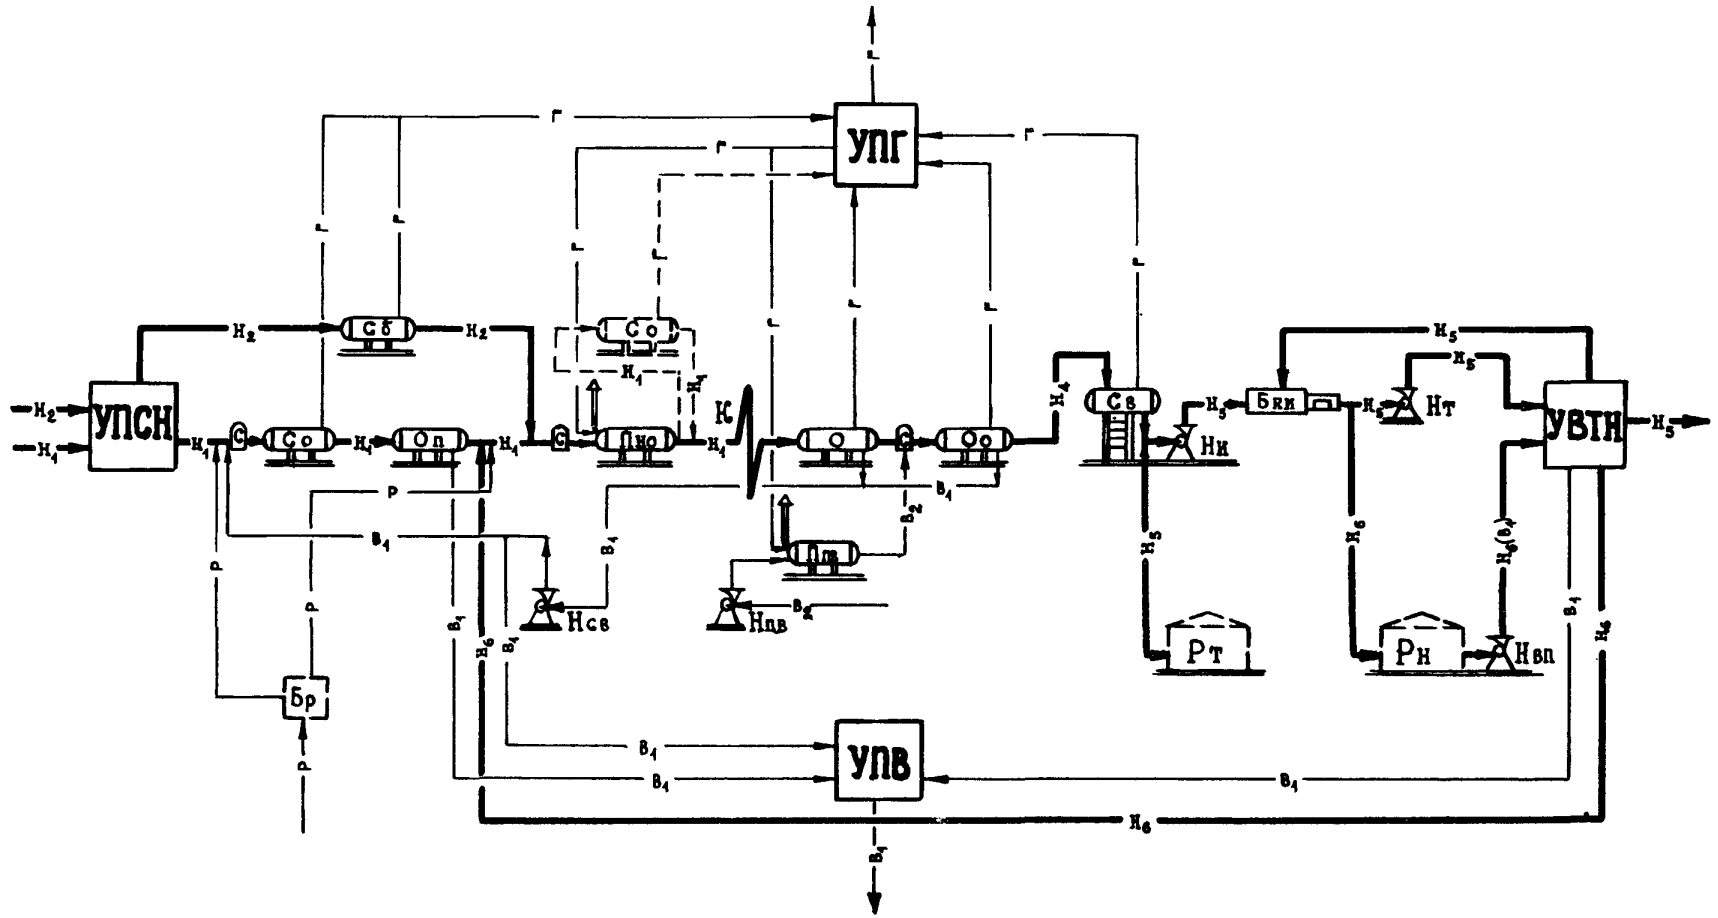 Г
УПГ
Г
Г
Г
Г
Г
Г
Г
Г
Г
Г
Г
Г
Н₂
Сб
Н₂
Со
Н₁
Н₁
Н₅
Н₅
Н₂
Н₁
УПСН
Н₁
С
Со
Н₁
Оп
Н₁
С
Пно
Н₁
К
О
С
Оо
Н₄
Св
Нн
Н₅
Бкн
Н₅
Нт
УВТН
Н₅
Р
В₁
В₁
В₂
В₁
Пв
Н₅
Н₆
Н₆(В₁)
Р
Р
В₁
Н₆
В₁
Нсв
Нпв
В₂
Рт
Рн
Нвп
В₁
Н₆
Бр
Р
В₁
В₁
УПВ
В₁
Н₆
В₁